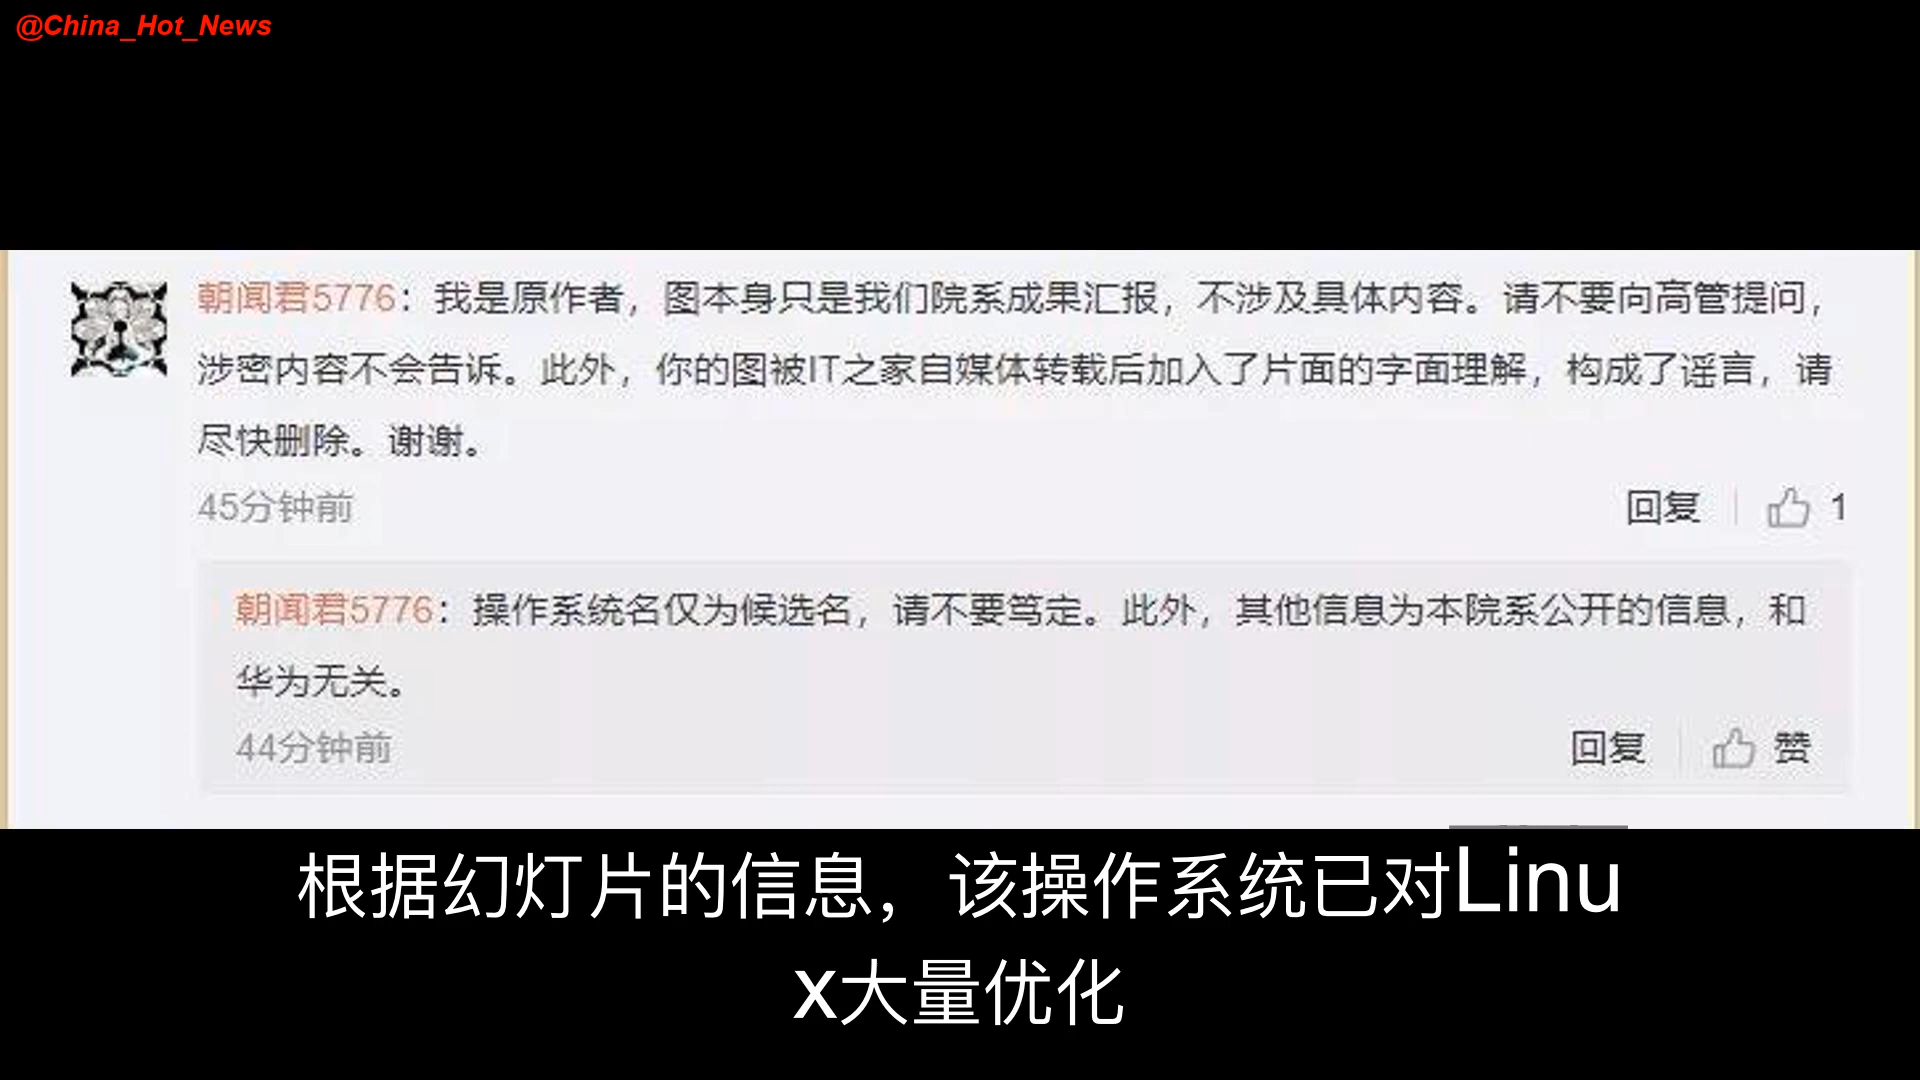 @China_Hot_News
朝闻君5776：我是原作者，图本身只是我们院系成果汇报，不涉及具体内容。请不要向高管提问，
涉密内容不会告诉。此外，你的图被IT之家自媒体转载后加入了片面的字面理解，构成了谣言，请
尽快删除。谢谢。
45分钟前 回复 1
朝闻君5776：操作系统名仅为候选名，请不要笃定。此外，其他信息为本院系公开的信息，和
华为无关。
44分钟前 回复 赞
根据幻灯片的信息，该操作系统已对Linu
x大量优化